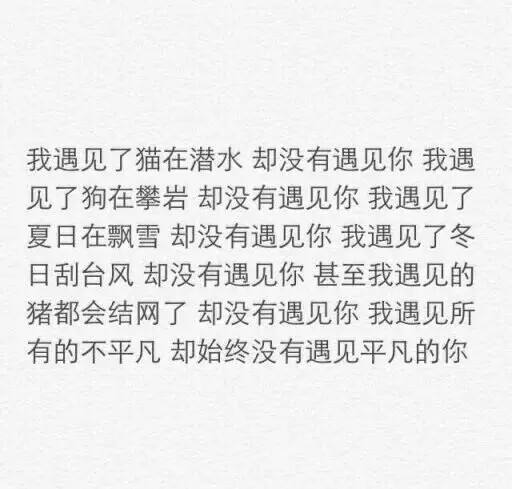 我遇见了猫在潜水 却没有遇见你 我遇
见了狗在攀岩 却没有遇见你 我遇见了
夏日在飘雪 却没有遇见你 我遇见了冬
日刮台风 却没有遇见你 甚至我遇见的
猪都会结网了 却没有遇见你 我遇见所
有的不平凡 却始终没有遇见平凡的你